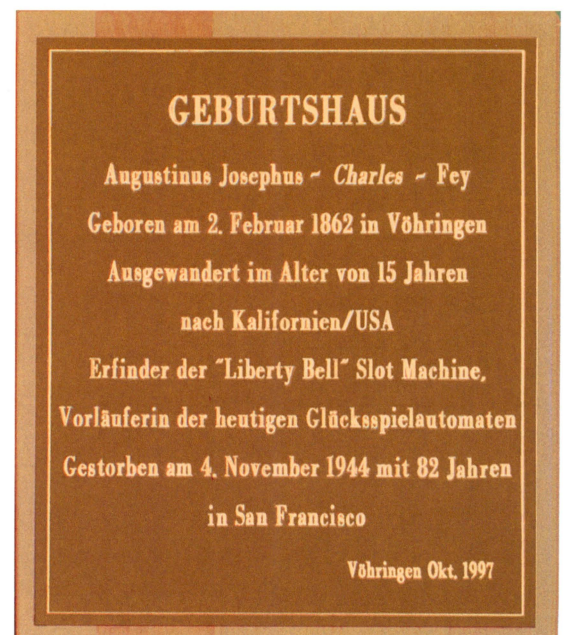 GEBURTSHAUS
Augustinus Josephus ~ Charles ~ Fey
Geboren am 2. Februar 1862 in Vöhringen
Ausgewandert im Alter von 15 Jahren
nach Kalifornien/USA
Erfinder der "Liberty Bell" Slot Machine,
Vorläuferin der heutigen Glücksspielautomaten
Gestorben am 4. November 1944 mit 82 Jahren
in San Francisco
Vöhringen Okt. 1997